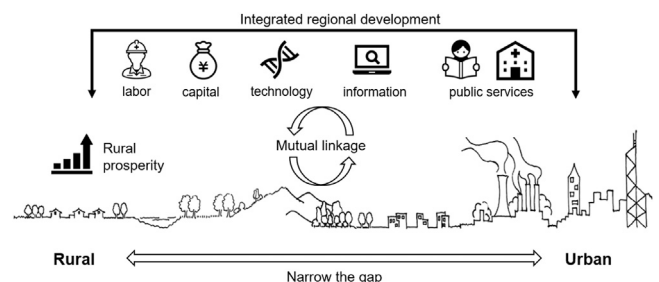 Integrated regional development
¥
labor capital technology information public services
Mutual linkage
Rural
prosperity
Rural Urban
Narrow the gap